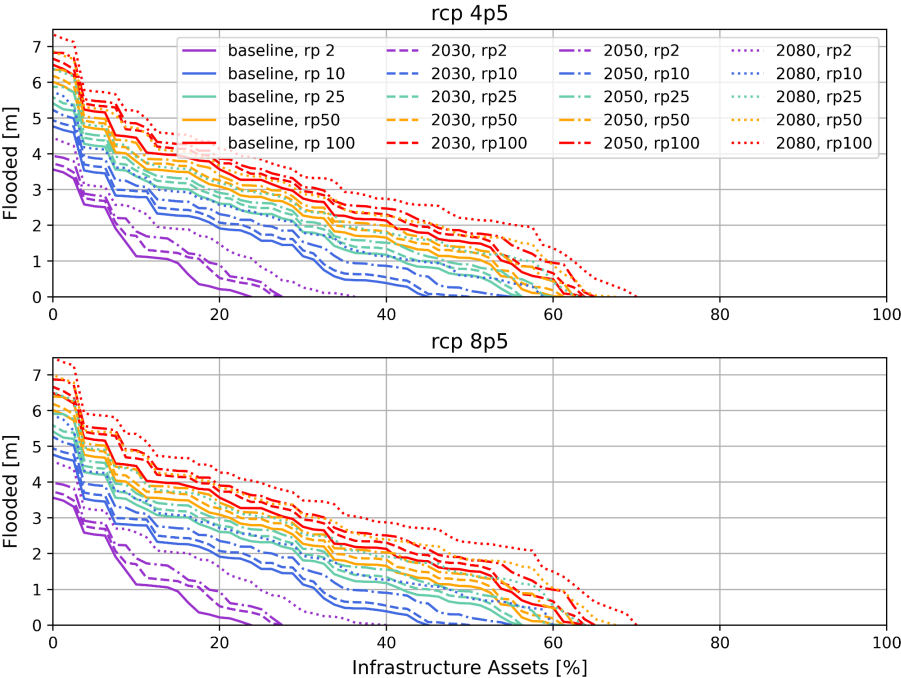 rcp 4p5
7
6
5
4
3
2
1
0
Flooded [m]
baseline, rp 2
baseline, rp 10
baseline, rp 25
baseline, rp50
baseline, rp 100
2030, rp2
2030, rp10
2030, rp25
2030, rp50
2030, rp100
2050, rp2
2050, rp10
2050, rp25
2050, rp50
2050, rp100
2080, rp2
2080, rp10
2080, rp25
2080, rp50
2080, rp100
0 20 40 60 80 100
rcp 8p5
7
6
5
4
3
2
1
0
Flooded [m]
0 20 40 60 80 100
Infrastructure Assets [%]